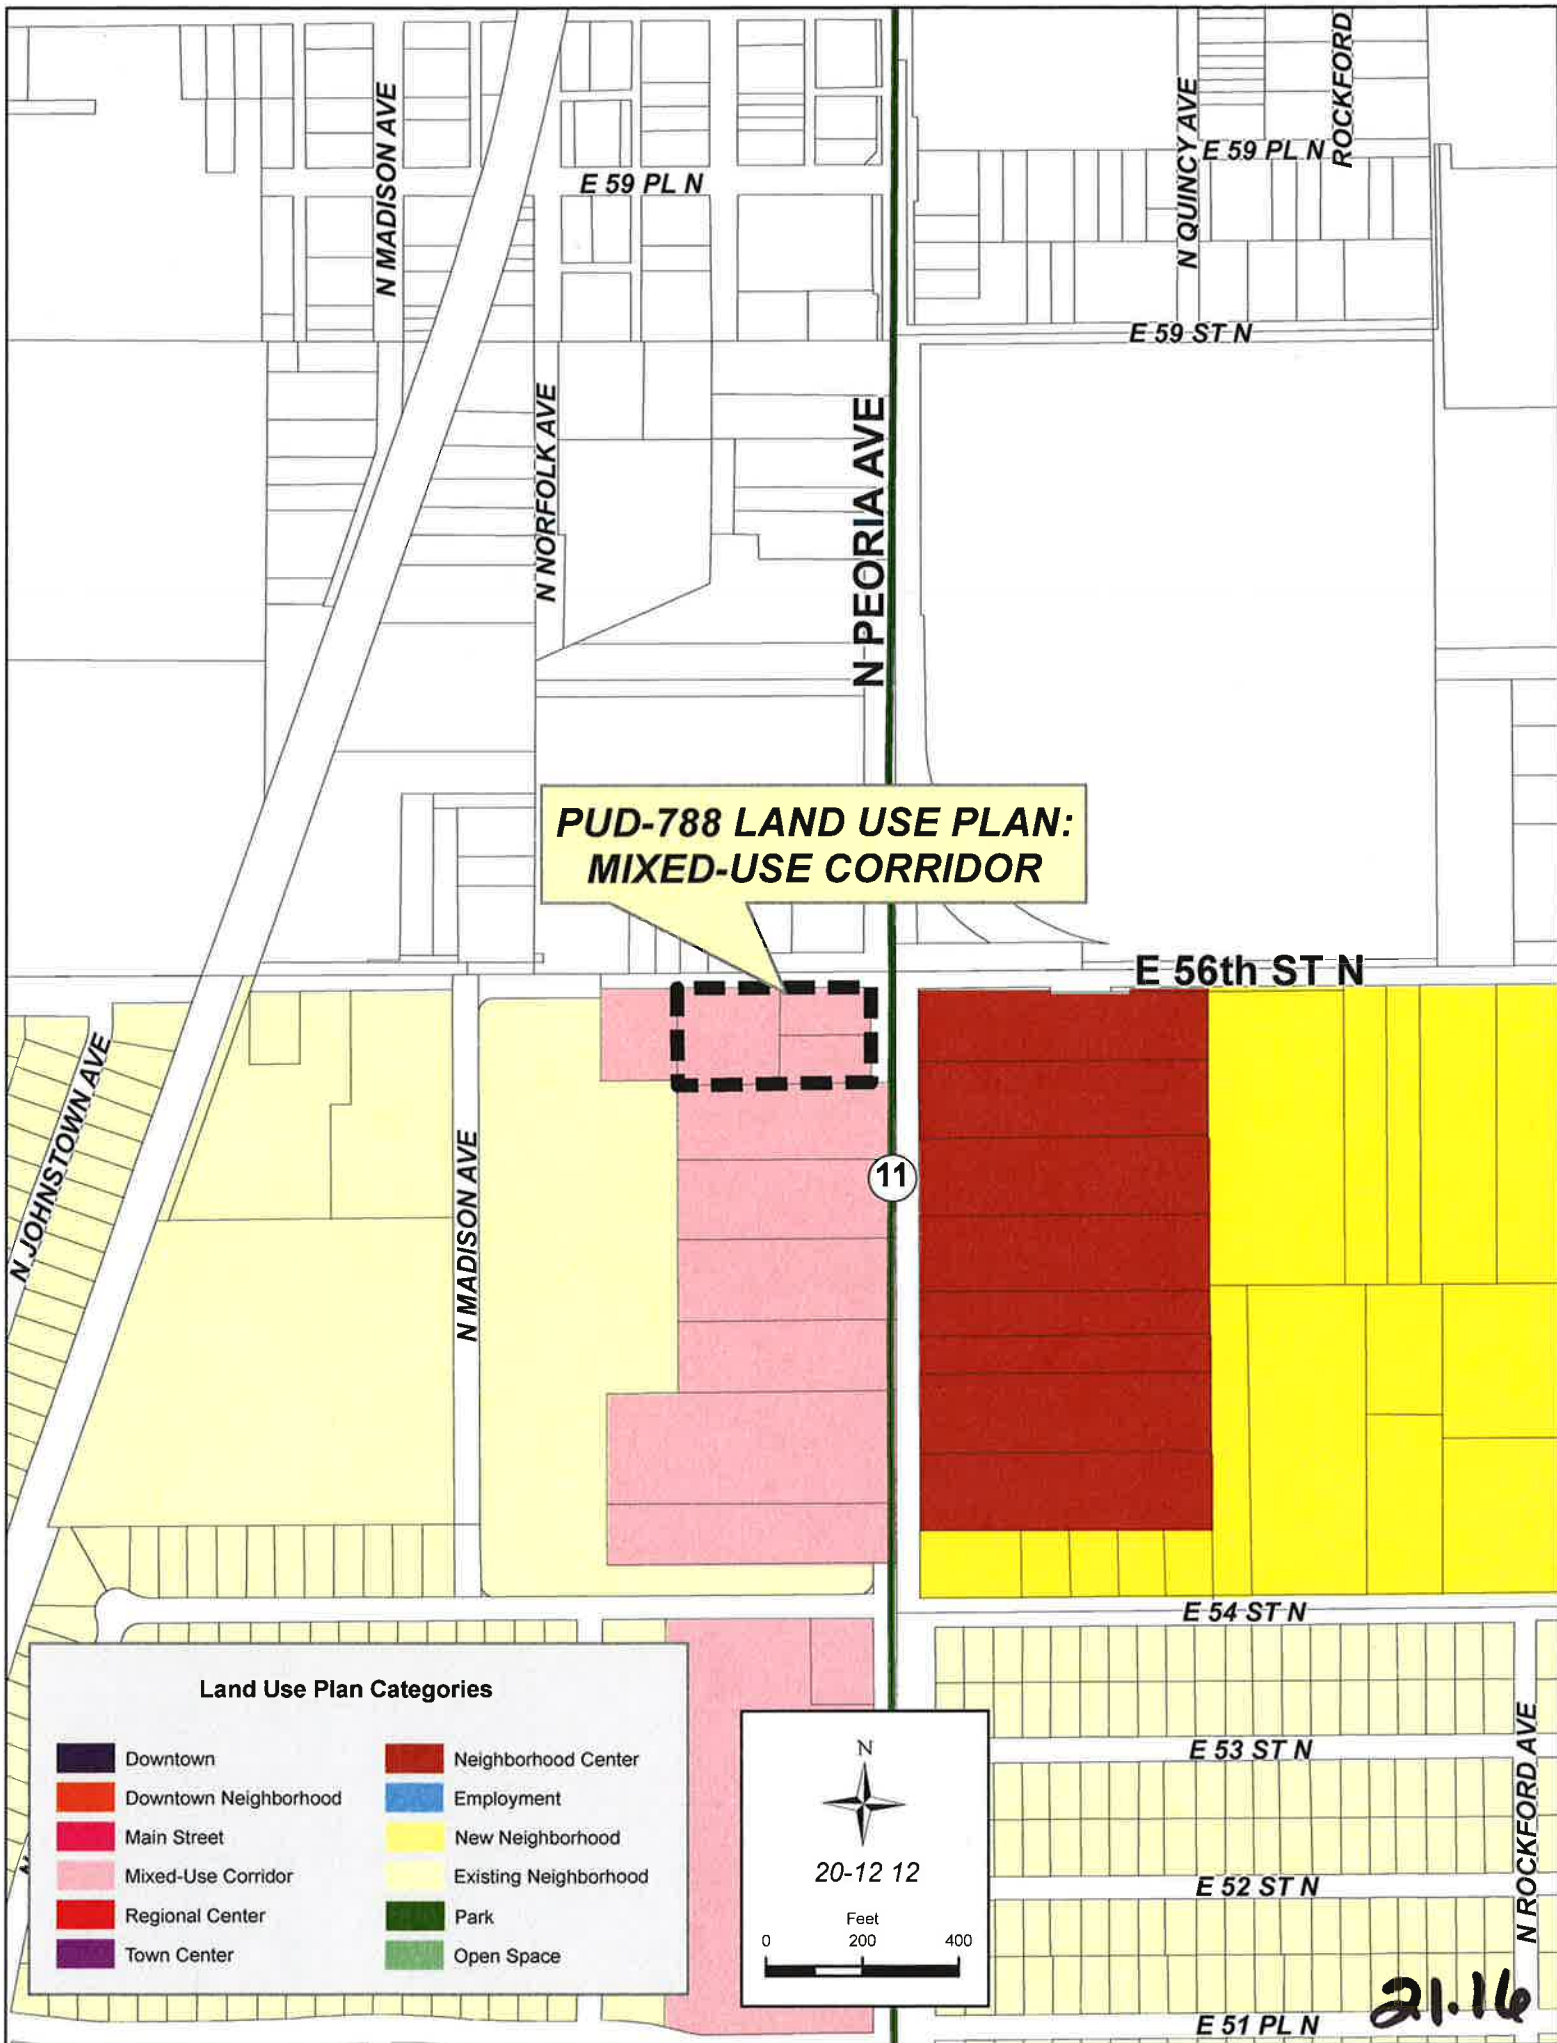 N MADISON AVE
E 59 PL N
N QUINCY AVE
E 59 PL N
ROCKFORD
E 59 ST N
N NORFOLK AVE
N PEORIA AVE
PUD-788 LAND USE PLAN:
MIXED-USE CORRIDOR
E 56th ST N
N JOHNSTOWN AVE
N MADISON AVE
11
E 54 ST N
Land Use Plan Categories
Downtown
Downtown Neighborhood
Main Street
Mixed-Use Corridor
Regional Center
Town Center
Neighborhood Center
Employment
New Neighborhood
Existing Neighborhood
Park
Open Space
N
20-12 12
Feet
0 200 400
E 53 ST N
E 52 ST N
N ROCKFORD AVE
E 51 PL N
21.16